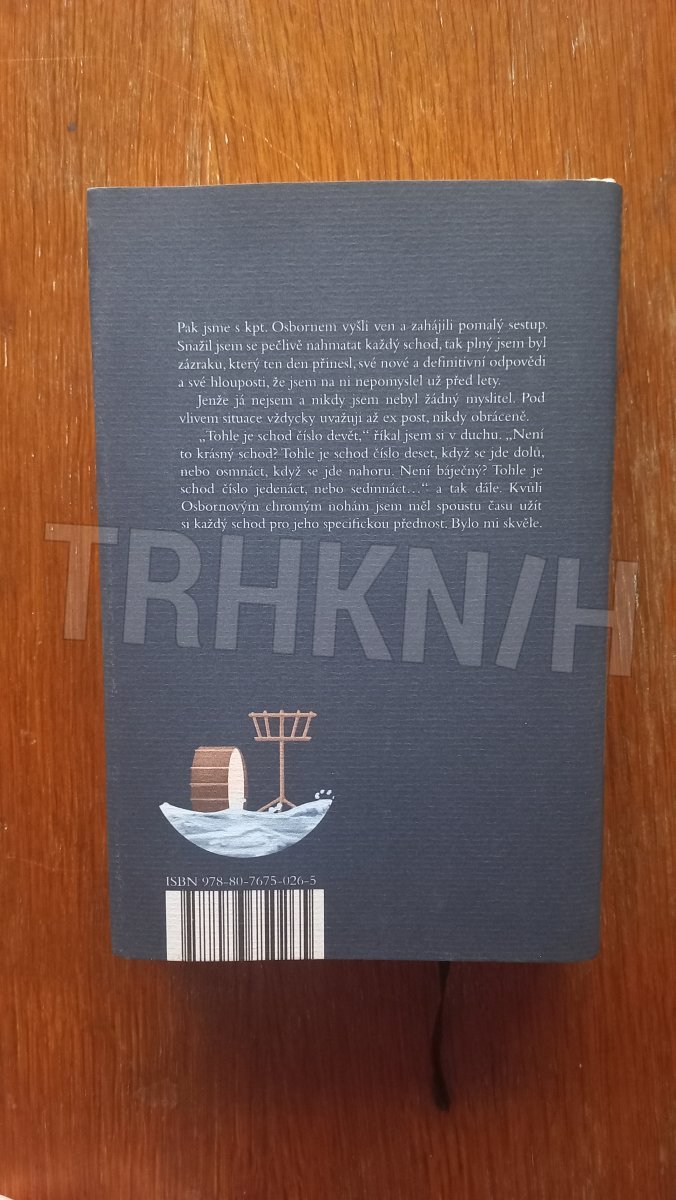 Pak jsme s kpt. Osbornem vyšli ven a zahájili pomalý sestup.
Snažil jsem se pečlivě nahmatat každý schod, tak plný jsem byl
zázraku, který ten den přinesl, své nové a definitivní odpovědi
a své hlouposti, že jsem na ni nepomyslel už před lety.
Jenže já nejsem a nikdy jsem nebyl žádný myslitel. Pod
vlivem situace vždycky uvažuji až ex post, nikdy obráceně.
„Tohle je schod číslo devět,“ říkal jsem si v duchu. „Není
to krásný schod? Tohle je schod číslo deset, když se jde dolů,
nebo osmnáct, když se jde nahoru. Není báječný? Tohle je
schod číslo jedenáct, nebo sedmnáct…“ a tak dále. Kvůli
Osbornovým chromým nohám jsem měl spoustu času užít
si každý schod pro jeho specifickou přednost. Bylo mi skvěle.
TRHKN/H
ISBN 978-80-7675-026-5